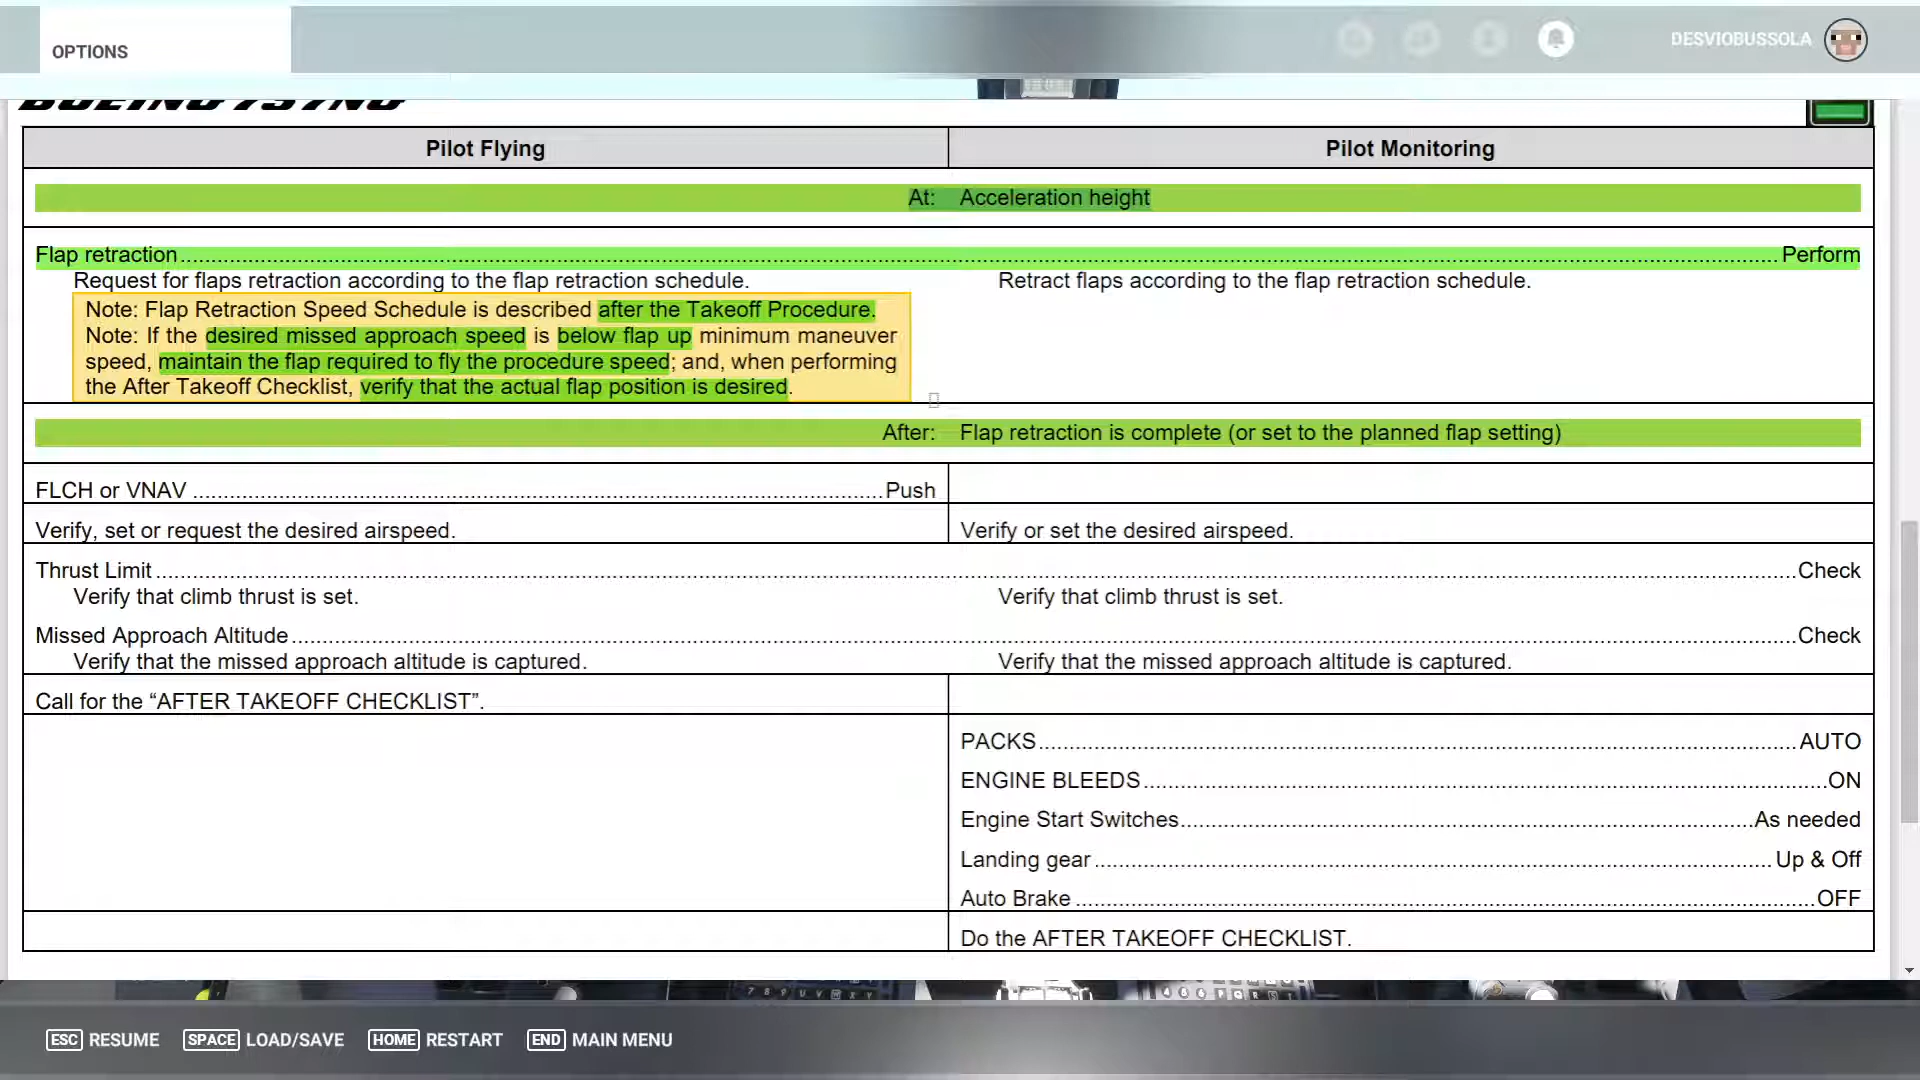 OPTIONS
DESVIOBUSSOLA
BOEING 737NG
Pilot Flying
Pilot Monitoring
At: Acceleration height
Flap retraction Perform
Request for flaps retraction according to the flap retraction schedule.
Retract flaps according to the flap retraction schedule.
Note: Flap Retraction Speed Schedule is described after the Takeoff Procedure.
Note: If the desired missed approach speed is below flap up minimum maneuver
speed, maintain the flap required to fly the procedure speed; and, when performing
the After Takeoff Checklist, verify that the actual flap position is desired.
After: Flap retraction is complete (or set to the planned flap setting)
FLCH or VNAV Push
Verify, set or request the desired airspeed.
Verify or set the desired airspeed.
Thrust Limit Check
Verify that climb thrust is set.
Verify that climb thrust is set.
Missed Approach Altitude Check
Verify that the missed approach altitude is captured.
Verify that the missed approach altitude is captured.
Call for the “AFTER TAKEOFF CHECKLIST”.
PACKS AUTO
ENGINE BLEEDS ON
Engine Start Switches As needed
Landing gear Up & Off
Auto Brake OFF
Do the AFTER TAKEOFF CHECKLIST.
ESC RESUME SPACE LOAD/SAVE HOME RESTART END MAIN MENU